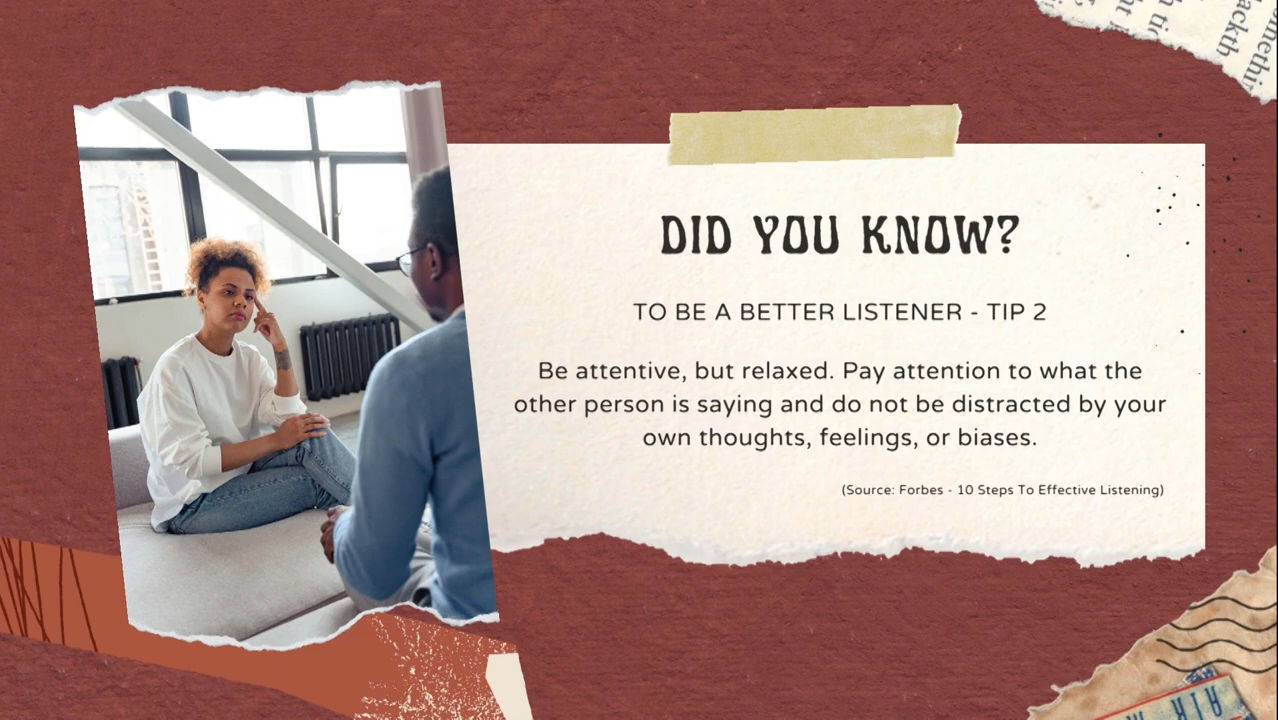 DID YOU KNOW?
TO BE A BETTER LISTENER - TIP 2
Be attentive, but relaxed. Pay attention to what the
other person is saying and do not be distracted by your
own thoughts, feelings, or biases.
(Source: Forbes - 10 Steps To Effective Listening)